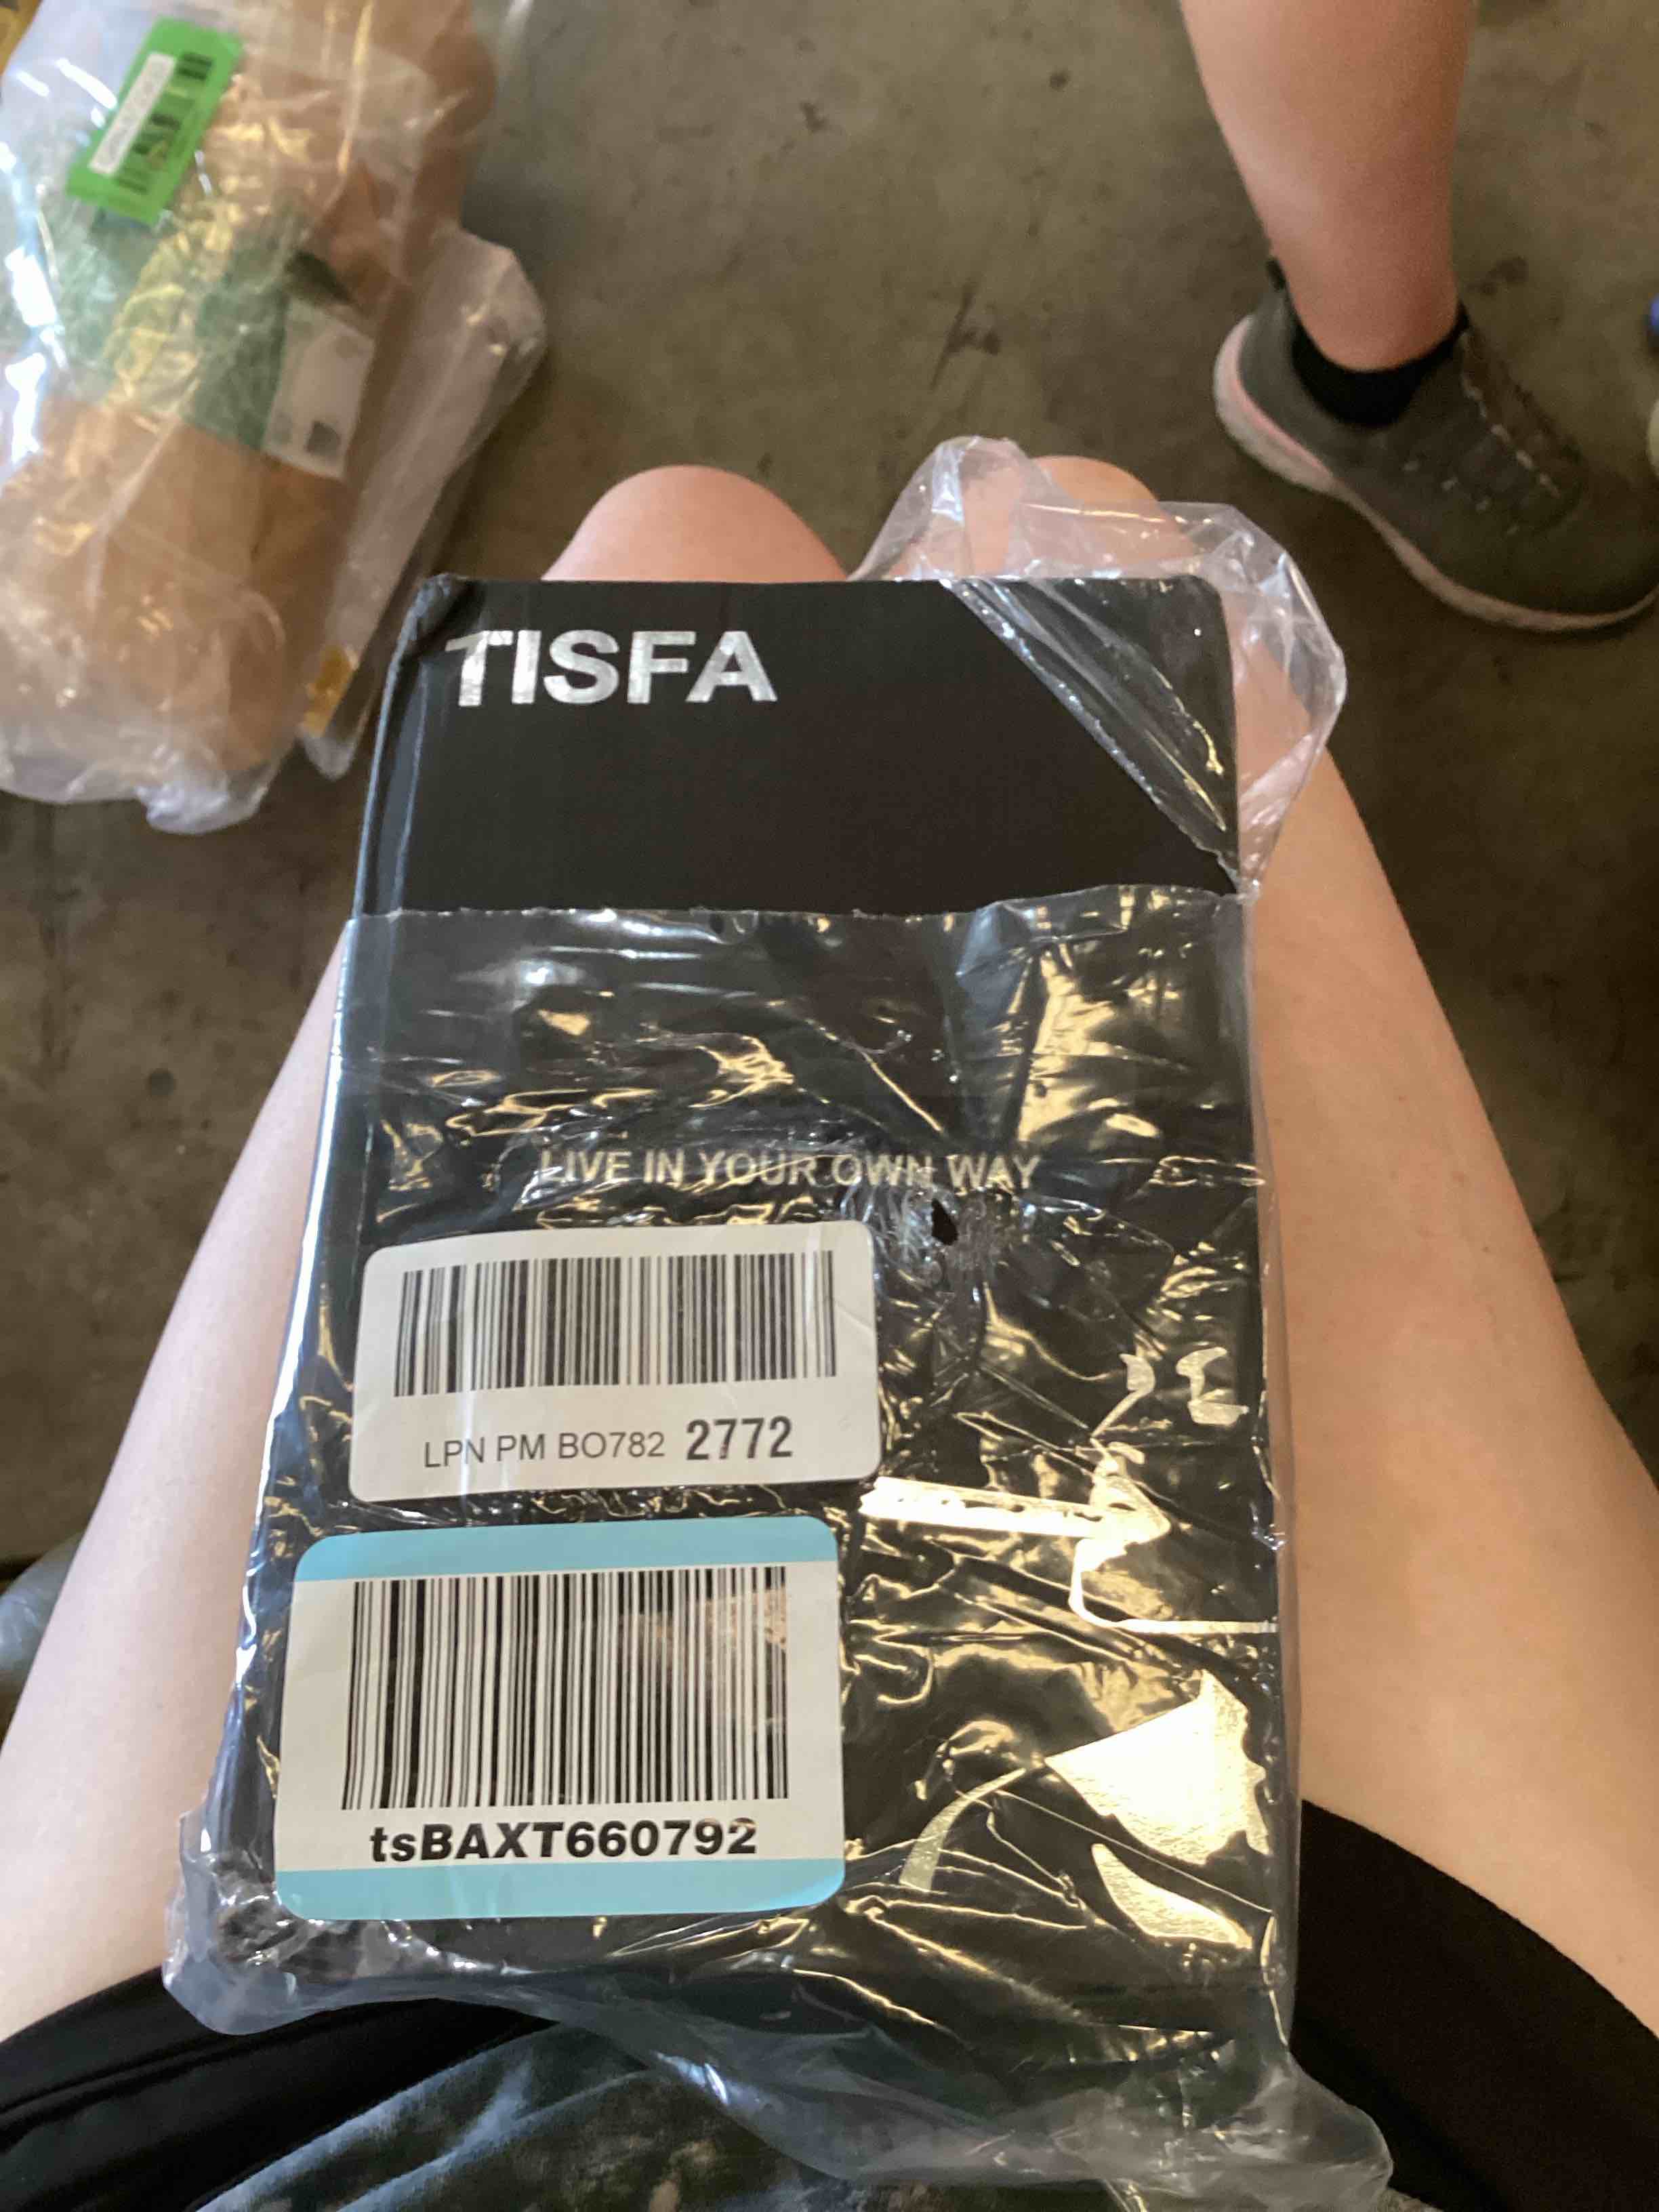 TISFA
LIVE IN YOUR OWN WAY
LPN PM BO782 2772
tsBAXT660792